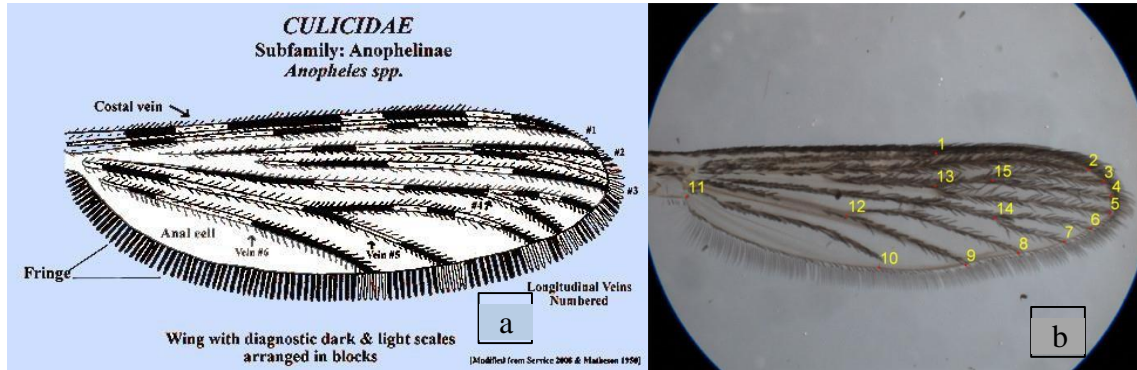 CULICIDAE
Subfamily: Anophelinae
Anopheles spp.
Costal vein
#1
#2
#3
#4
Anal cell
Vein #6
Vein #5
Fringe
Longitudinal Veins
Numbered
Wing with diagnostic dark & light scales
arranged in blocks
[Modified from Service 2008 & Matheson 1950]
a
1
2
3
4
5
6
7
8
9
10
11
12
13
14
15
b